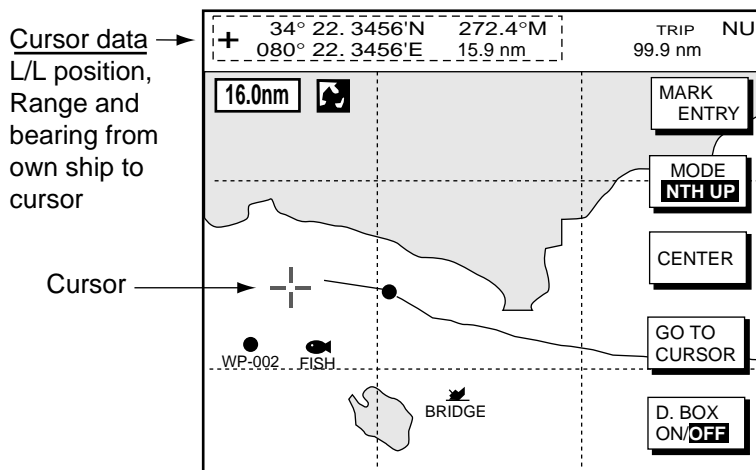 Cursor data
L/L position,
Range and
bearing from
own ship to
cursor
Cursor
+ 34° 22. 3456'N 272.4°M
080° 22. 3456'E 15.9 nm
TRIP
99.9 nm
NU
16.0nm
MARK
ENTRY
MODE
NTH UP
CENTER
GO TO
CURSOR
D. BOX
ON/OFF
WP-002
FISH
BRIDGE